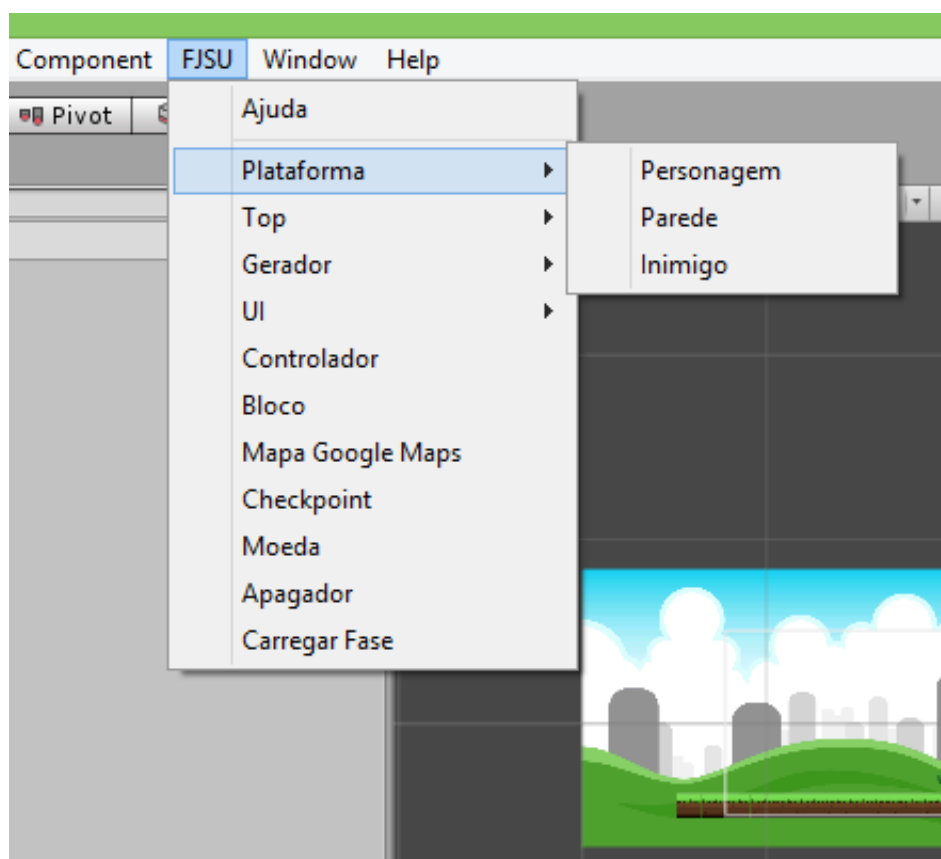 Component FJSU Window Help
Pivot
Ajuda
Plataforma
Top
Gerador
UI
Controlador
Bloco
Mapa Google Maps
Checkpoint
Moeda
Apagador
Carregar Fase
Personagem
Parede
Inimigo